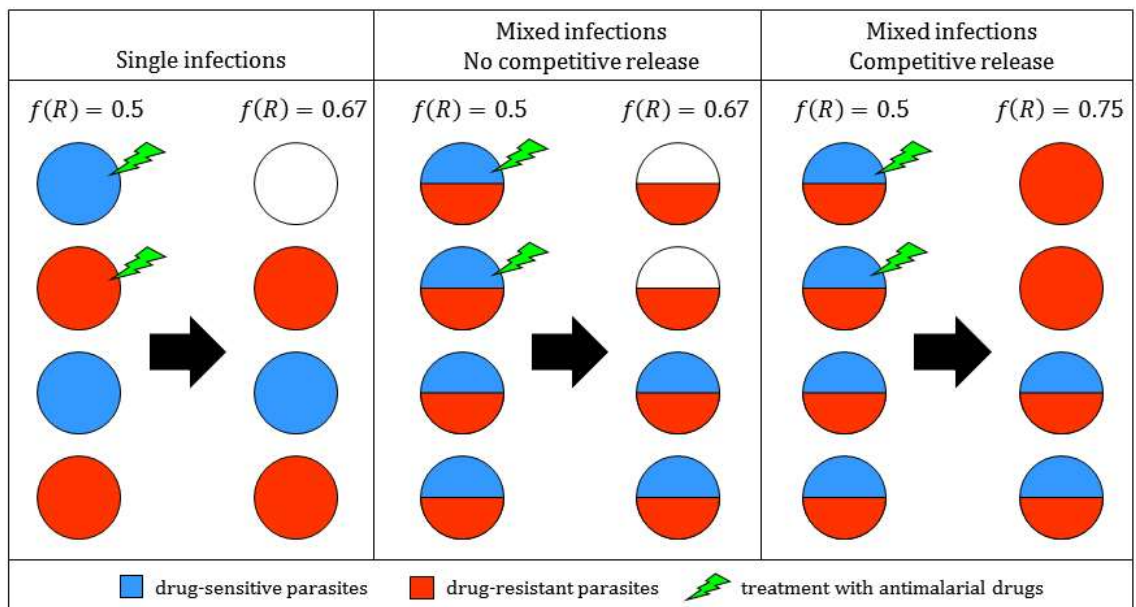 Single infections
Mixed infections
No competitive release
Mixed infections
Competitive release
f(R) = 0.5
f(R) = 0.67
f(R) = 0.5
f(R) = 0.67
f(R) = 0.5
f(R) = 0.75
drug-sensitive parasites
drug-resistant parasites
treatment with antimalarial drugs